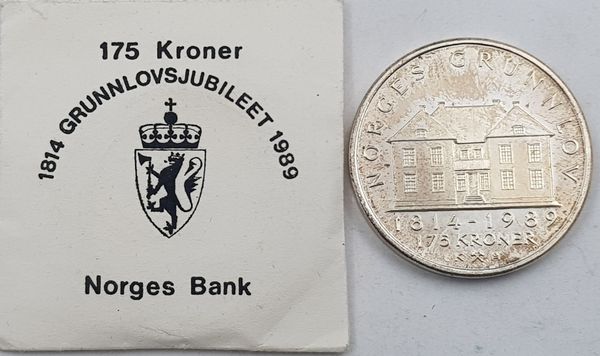 175 Kroner
1814 GRUNNLOVSJUBILEET 1989
Norges Bank
NORGES GRUNNLOV
1814-1989
175 KRONER
K